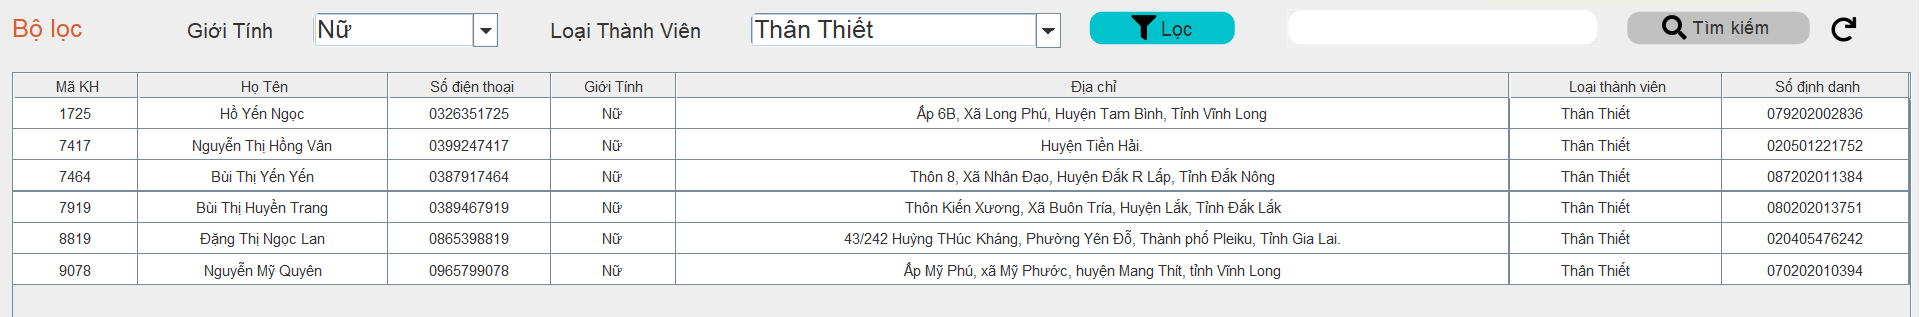 Bộ lọc Giới Tính Nữ Loại Thành Viên Thân Thiết Lọc Tìm kiếm
Mã KH Họ Tên Số điện thoại Giới Tính Địa chỉ Loại thành viên Số định danh
1725 Hồ Yến Ngọc 0326351725 Nữ Ấp 6B, Xã Long Phú, Huyện Tam Bình, Tỉnh Vĩnh Long Thân Thiết 079202002836
7417 Nguyễn Thị Hồng Vân 0399247417 Nữ Huyện Tiền Hải. Thân Thiết 020501221752
7464 Bùi Thị Yến Yến 0387917464 Nữ Thôn 8, Xã Nhân Đạo, Huyện Đắk R Lấp, Tỉnh Đắk Nông Thân Thiết 087202011384
7919 Bùi Thị Huyền Trang 0389467919 Nữ Thôn Kiến Xương, Xã Buôn Tría, Huyện Lắk, Tỉnh Đắk Lắk Thân Thiết 080202013751
8819 Đặng Thị Ngọc Lan 0865398819 Nữ 43/242 Huỳng THúc Kháng, Phường Yên Đỗ, Thành phố Pleiku, Tỉnh Gia Lai. Thân Thiết 020405476242
9078 Nguyễn Mỹ Quyên 0965799078 Nữ Ấp Mỹ Phú, xã Mỹ Phước, huyện Mang Thít, tỉnh Vĩnh Long Thân Thiết 070202010394